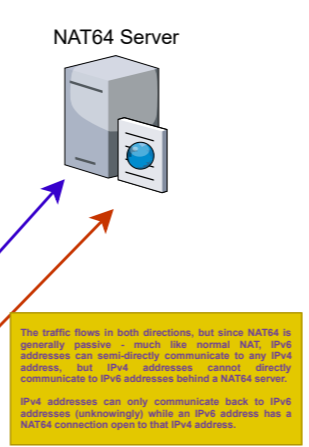 NAT64 Server
The traffic flows in both directions, but since NAT64 is
generally passive - much like normal NAT, IPv6
addresses can semi-directly communicate to any IPv4
address, but IPv4 addresses cannot directly
communicate to IPv6 addresses behind a NAT64 server.
IPv4 addresses can only communicate back to IPv6
addresses (unknowingly) while an IPv6 address has a
NAT64 connection open to that IPv4 address.